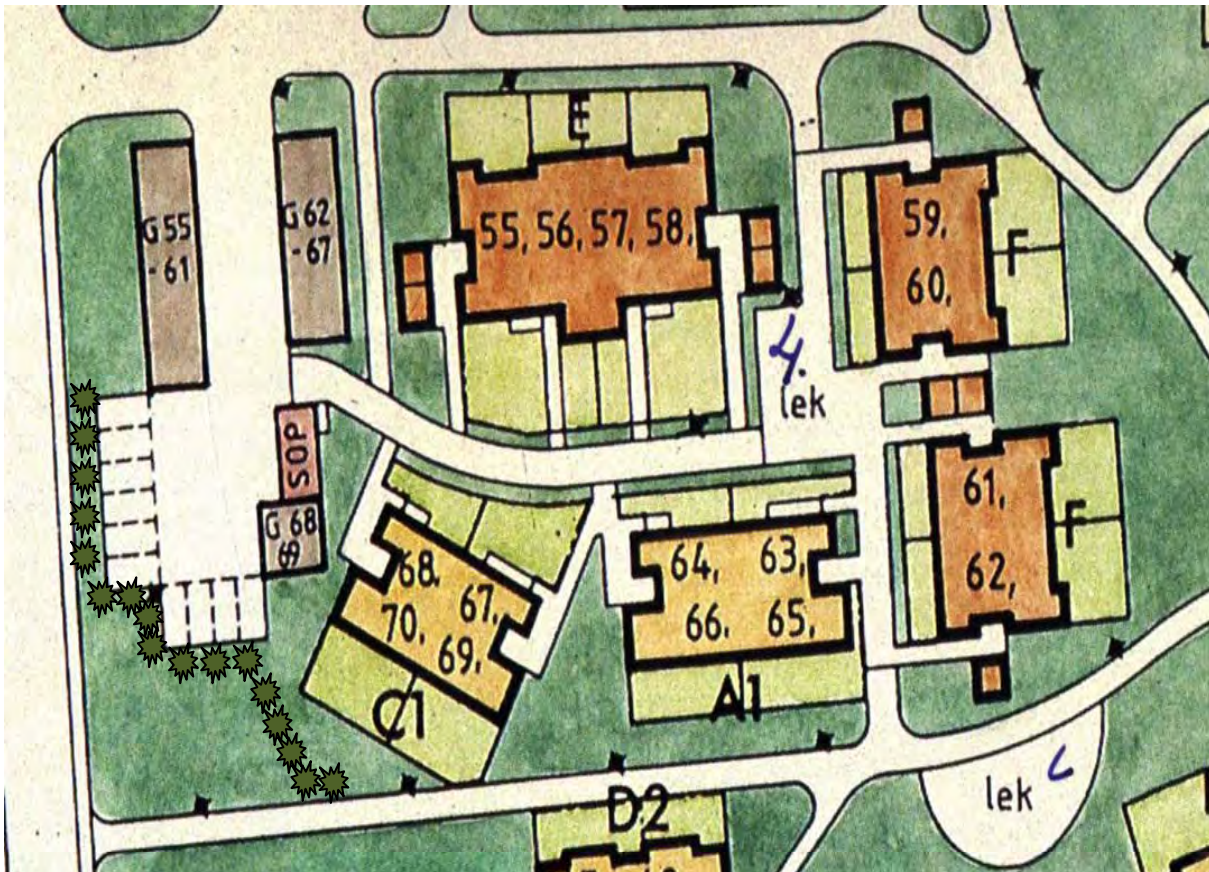 E
G 55
- 61
G 62
- 67
55, 56, 57, 58,
59,
60,
F
4.
lek
SOP
G 68
69
68,
67,
70,
69,
C1
64,
63,
66.
65,
A1
61,
62,
F
lek
D2